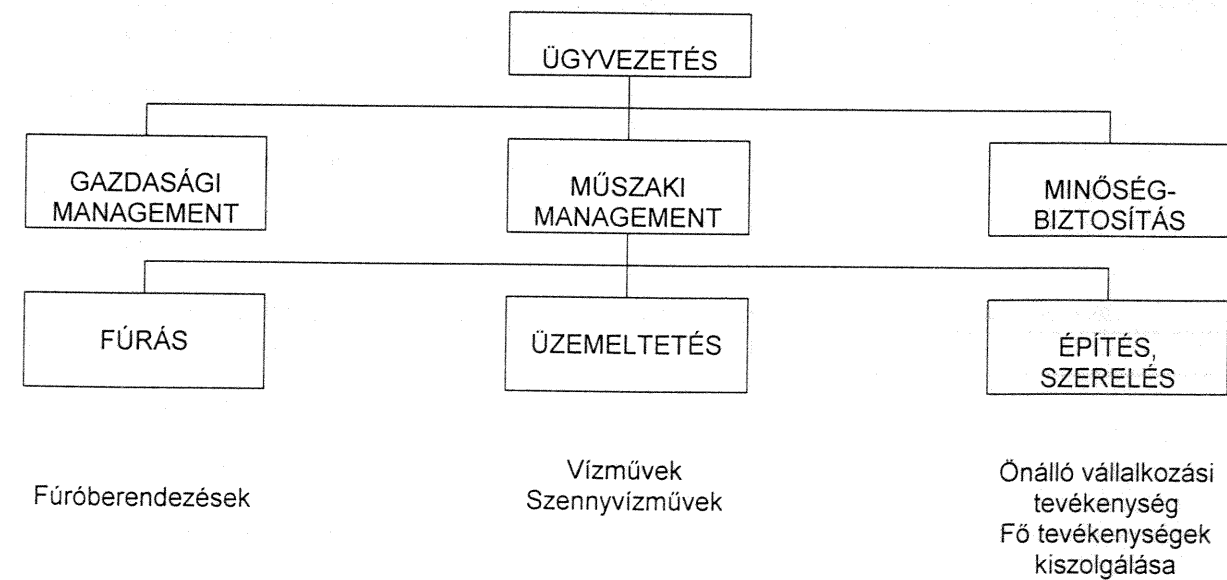 ÜGYVEZETÉS
GAZDASÁGI
MANAGEMENT
MŰSZAKI
MANAGEMENT
MINŐSÉG-
BIZTOSÍTÁS
FÚRÁS
ÜZEMELTETÉS
ÉPÍTÉS,
SZERELÉS
Fúróberendezések
Vízművek
Szennyvízművek
Önálló vállalkozási
tevékenység
Fő tevékenységek
kiszolgálása